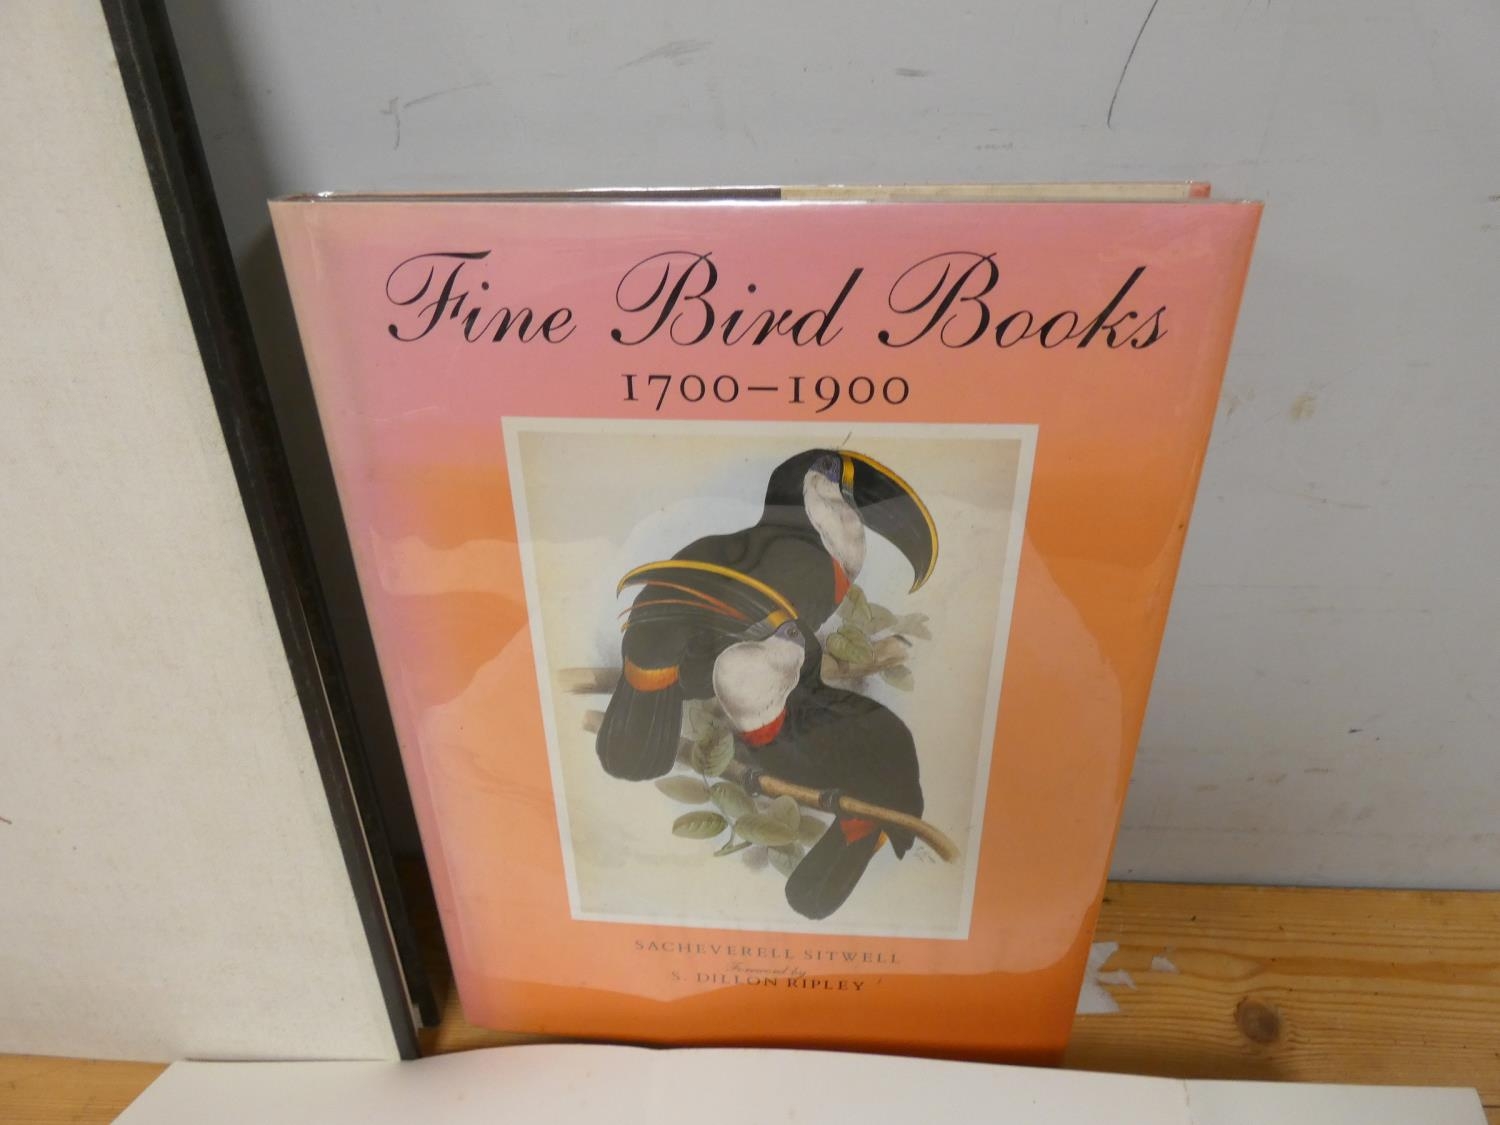 Fine Bird Books
1700–1900
SACHEVERELL SITWELL
Foreword by
S. DILLON RIPLEY